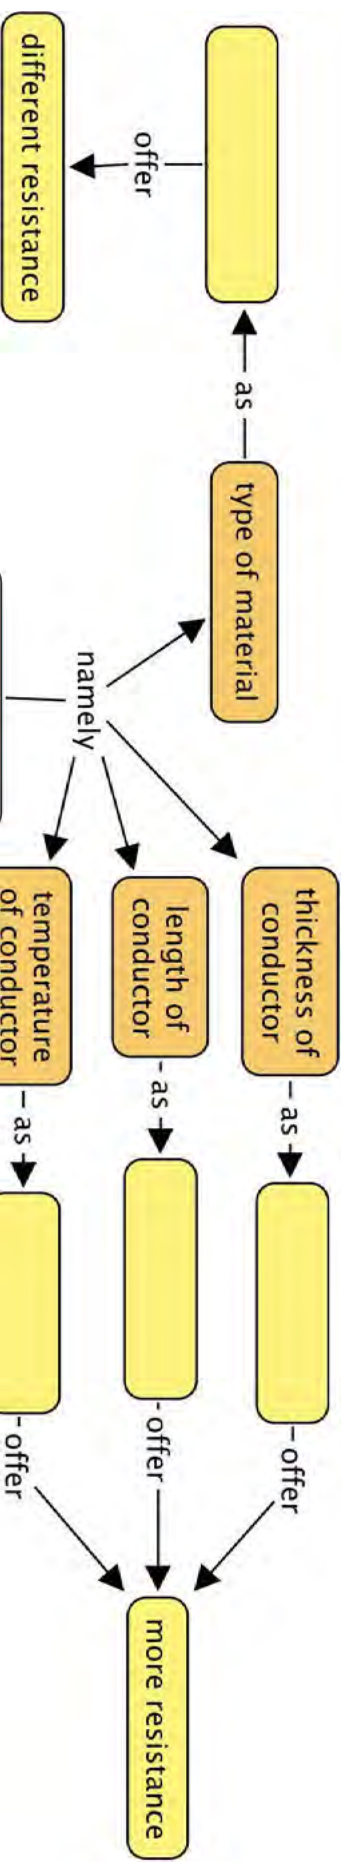 different resistance
offer
as
type of material
namely
thickness of
conductor
as
offer
length of
conductor
as
offer
temperature
of conductor
as
offer
more resistance